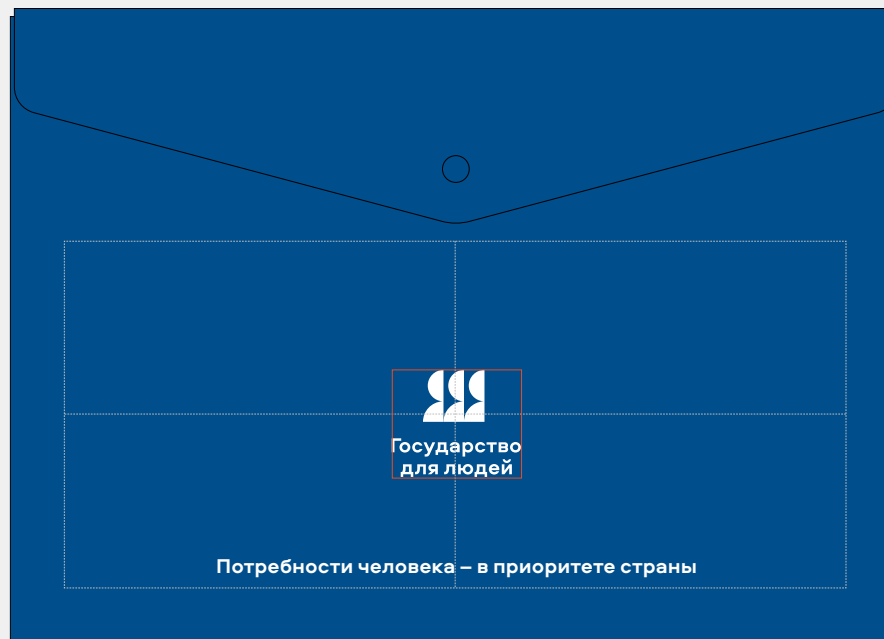 Государство
для людей
Потребности человека – в приоритете страны